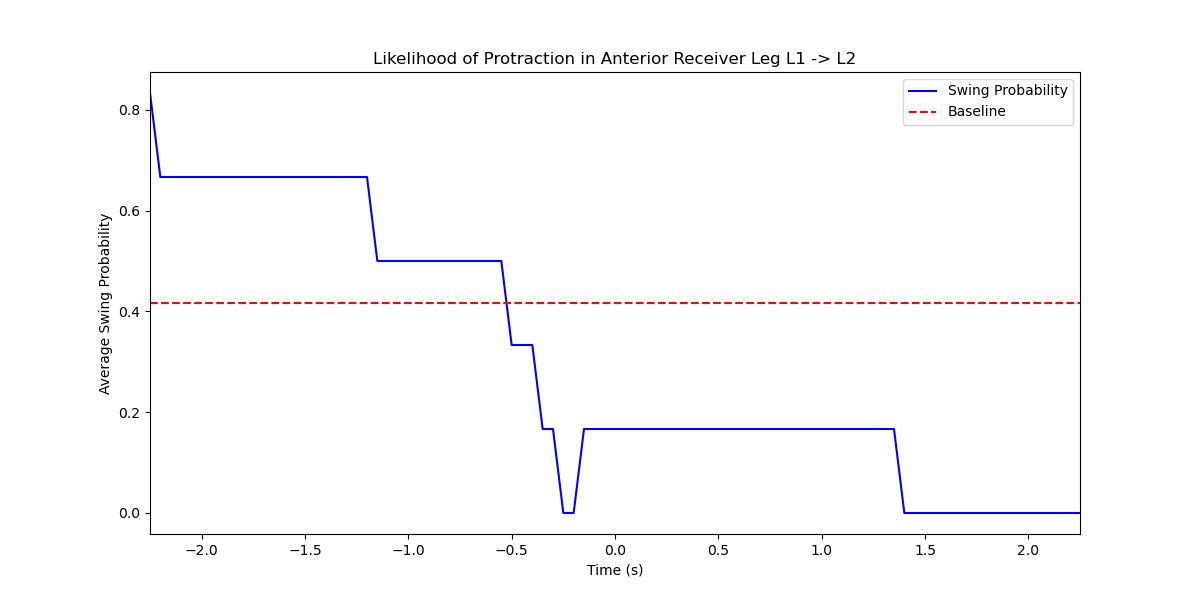 Likelihood of Protraction in Anterior Receiver Leg L1 -> L2
Swing Probability
Baseline
Average Swing Probability
0.8
0.6
0.4
0.2
0.0
−2.0 −1.5 −1.0 −0.5 0.0 0.5 1.0 1.5 2.0
Time (s)